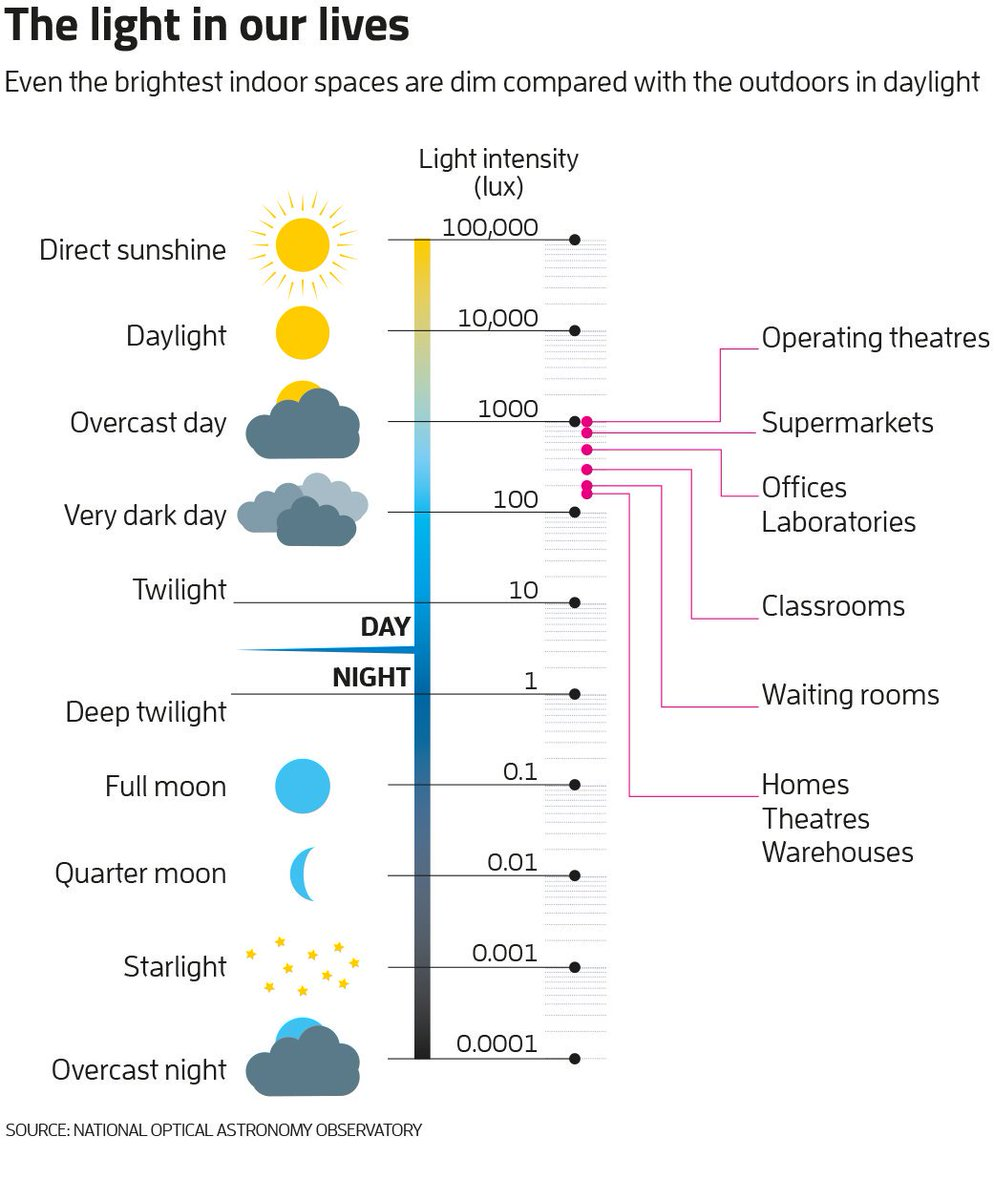 The light in our lives
Even the brightest indoor spaces are dim compared with the outdoors in daylight
Light intensity
(lux)
Direct sunshine
100,000
Daylight
10,000
Overcast day
1000
Very dark day
100
Twilight
10
DAY
NIGHT
Deep twilight
1
Full moon
0.1
Quarter moon
0.01
Starlight
0.001
Overcast night
0.0001
Operating theatres
Supermarkets
Offices
Laboratories
Classrooms
Waiting rooms
Homes
Theatres
Warehouses
SOURCE: NATIONAL OPTICAL ASTRONOMY OBSERVATORY